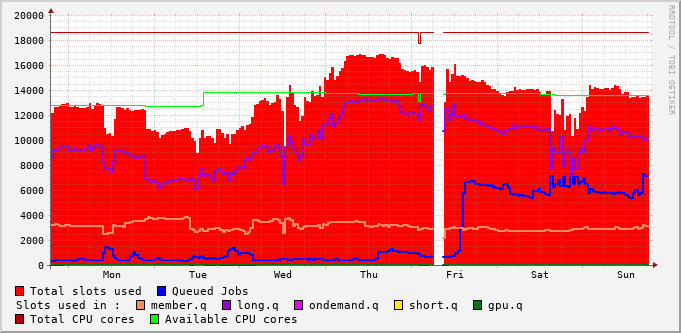 20000
18000
16000
14000
12000
10000
8000
6000
4000
2000
0
Mon Tue Wed Thu Fri Sat Sun
RRDTOOL / TOBI OETIKER
Total slots used Queued Jobs
Slots used in : member.q long.q ondemand.q short.q gpu.q
Total CPU cores Available CPU cores